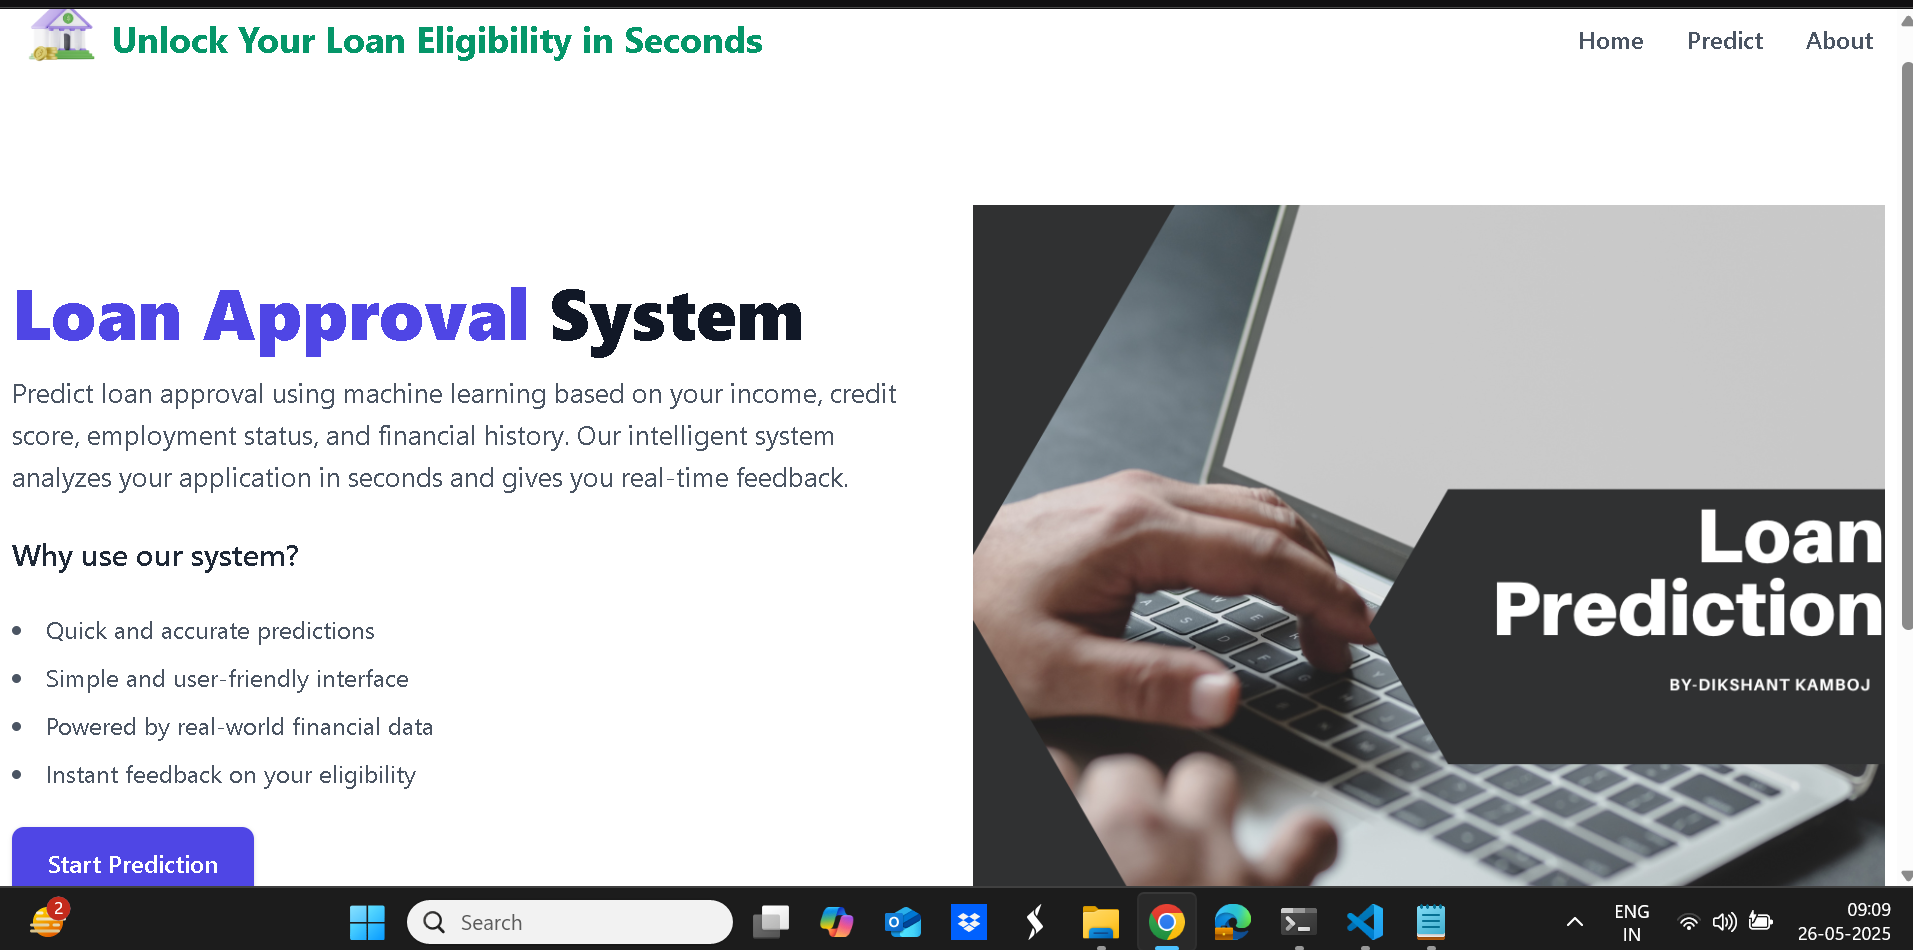 Unlock Your Loan Eligibility in Seconds
Home
Predict
About
Loan Approval System
Predict loan approval using machine learning based on your income, credit
score, employment status, and financial history. Our intelligent system
analyzes your application in seconds and gives you real-time feedback.
Why use our system?
Quick and accurate predictions
Simple and user-friendly interface
Powered by real-world financial data
Instant feedback on your eligibility
Start Prediction
Loan
Prediction
BY-DIKSHANT KAMBOJ
2
Search
ENG
IN
09:09
26-05-2025